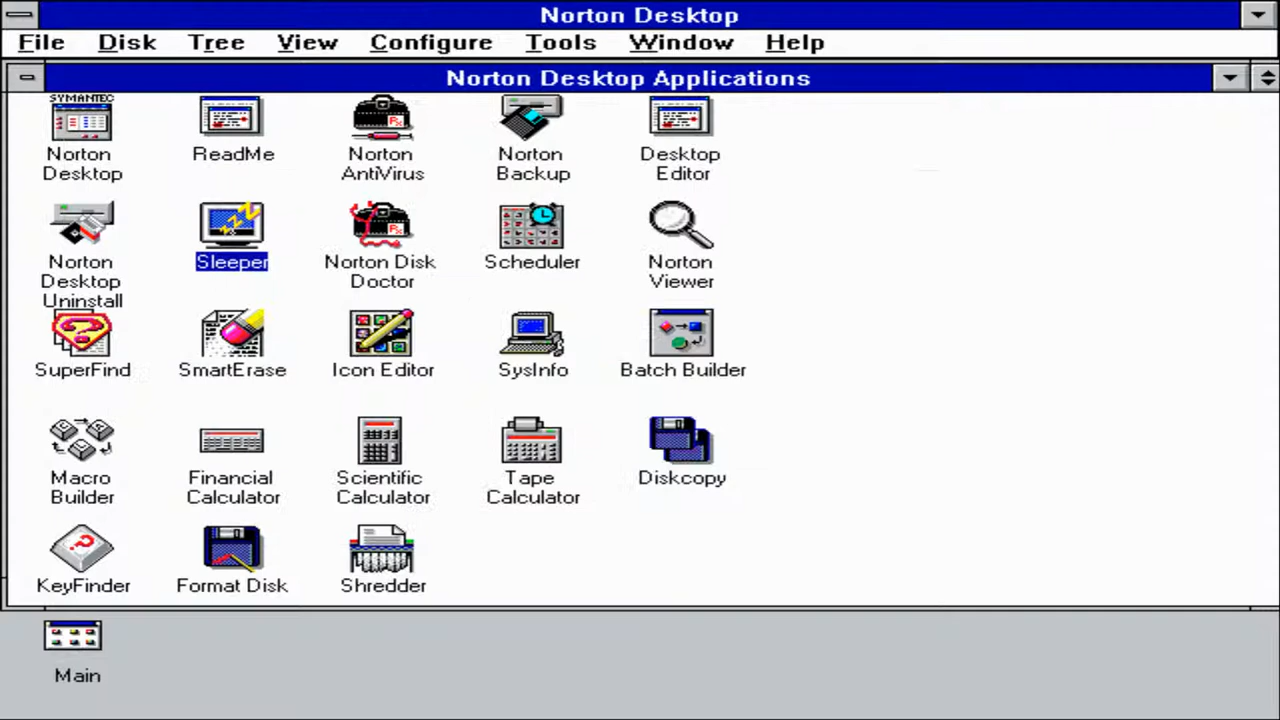 Norton Desktop
File Disk Tree View Configure Tools Window Help
Norton Desktop Applications
SYMANTEC
Norton
Desktop
ReadMe
Norton
AntiVirus
Norton
Backup
Desktop
Editor
Norton
Desktop
Uninstall
Sleeper
Norton Disk
Doctor
Scheduler
Norton
Viewer
SuperFind
SmartErase
Icon Editor
SysInfo
Batch Builder
Macro
Builder
Financial
Calculator
Scientific
Calculator
Tape
Calculator
Diskcopy
KeyFinder
Format Disk
Shredder
Main